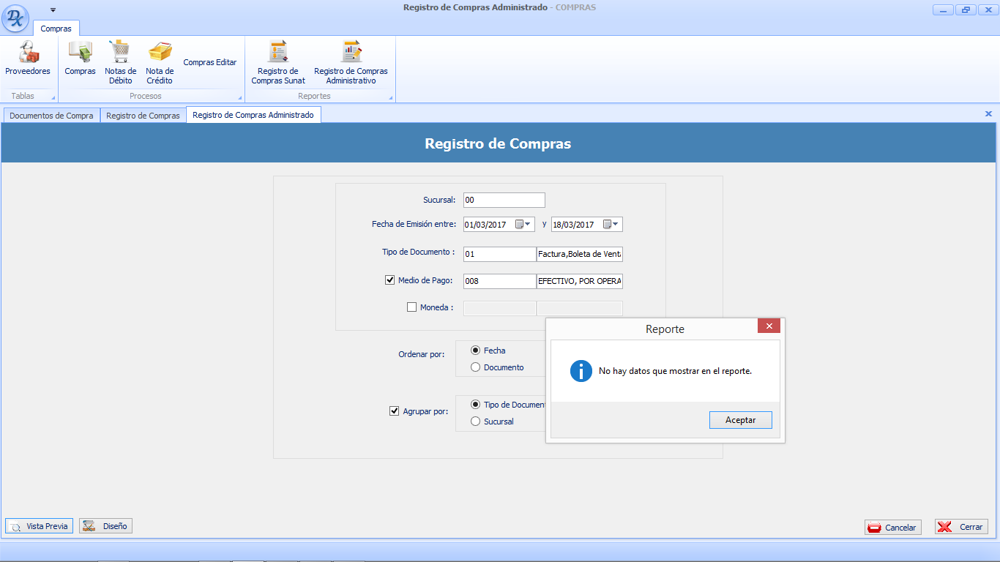 Registro de Compras Administrado - COMPRAS
Compras
Proveedores
Compras
Notas de
Débito
Nota de
Crédito
Compras Editar
Registro de
Compras Sunat
Registro de Compras
Administrativo
Tablas
Procesos
Reportes
Documentos de Compra
Registro de Compras
Registro de Compras Administrado
Registro de Compras
Sucursal: 00
Fecha de Emisión entre: 01/03/2017 y 18/03/2017
Tipo de Documento : 01 Factura,Boleta de Vent
Medio de Pago: 008 EFECTIVO, POR OPERA
Moneda :
Reporte
No hay datos que mostrar en el reporte.
Aceptar
Ordenar por:
Fecha
Documento
Agrupar por:
Tipo de Document
Sucursal
Vista Previa
Diseño
Cancelar
Cerrar